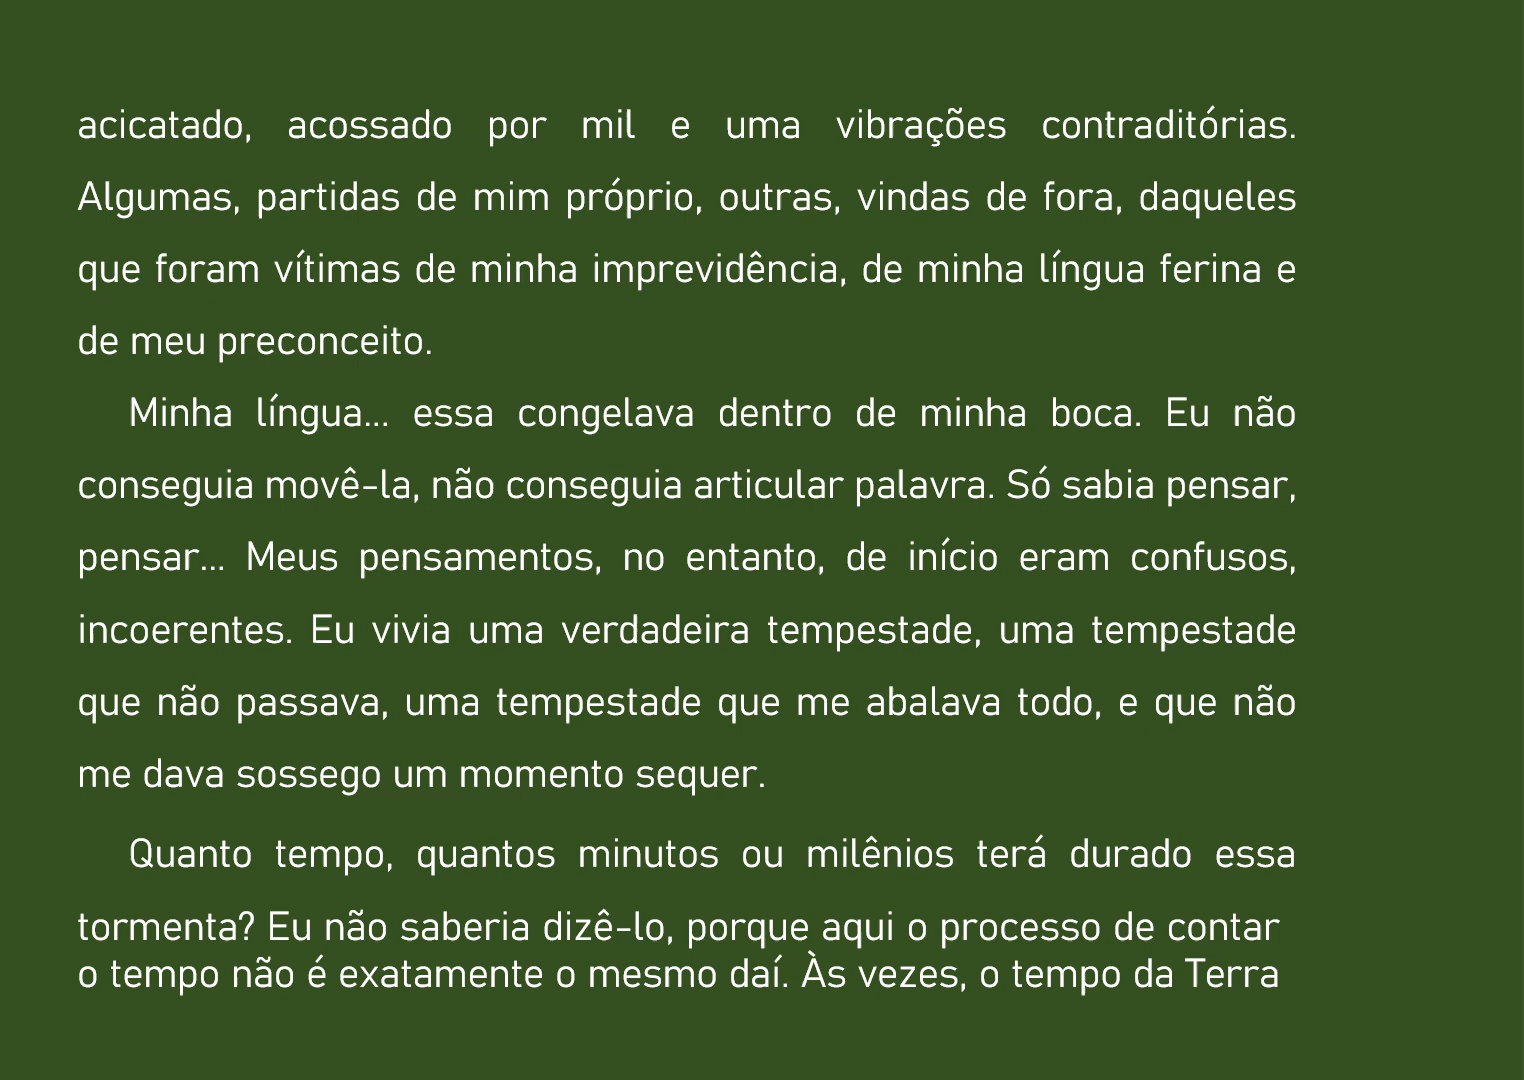 acicatado, acossado por mil e uma vibrações contraditórias.
Algumas, partidas de mim próprio, outras, vindas de fora, daqueles
que foram vítimas de minha imprevidência, de minha língua ferina e
de meu preconceito.
Minha língua... essa congelava dentro de minha boca. Eu não
conseguia movê-la, não conseguia articular palavra. Só sabia pensar,
pensar... Meus pensamentos, no entanto, de início eram confusos,
incoerentes. Eu vivia uma verdadeira tempestade, uma tempestade
que não passava, uma tempestade que me abalava todo, e que não
me dava sossego um momento sequer.
Quanto tempo, quantos minutos ou milênios terá durado essa
tormenta? Eu não saberia dizê-lo, porque aqui o processo de contar
o tempo não é exatamente o mesmo daí. Às vezes, o tempo da Terra